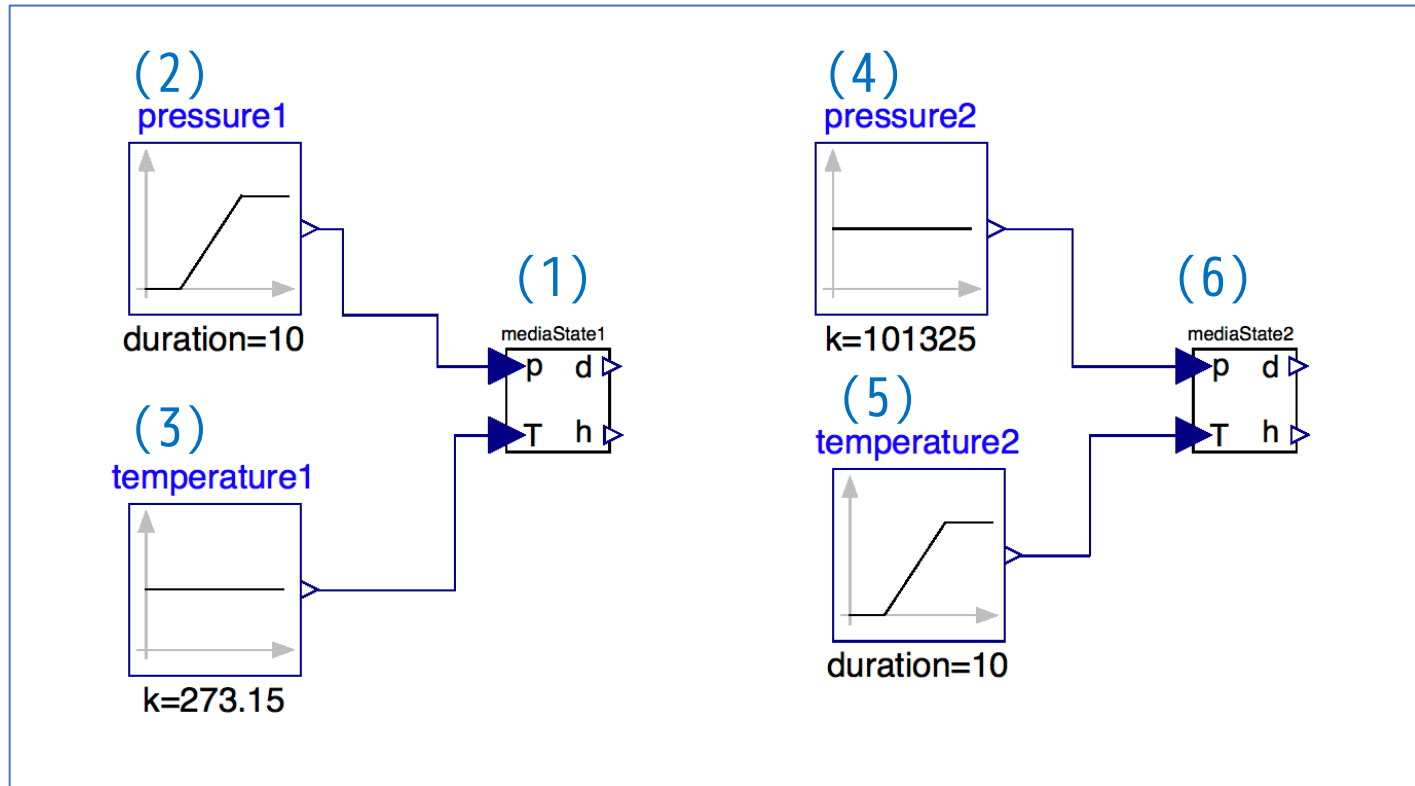 (2)
pressure1
duration=10
(3)
temperature1
k=273.15
(1)
mediaState1
p d
T h
(4)
pressure2
k=101325
(5)
temperature2
duration=10
(6)
mediaState2
p d
T h